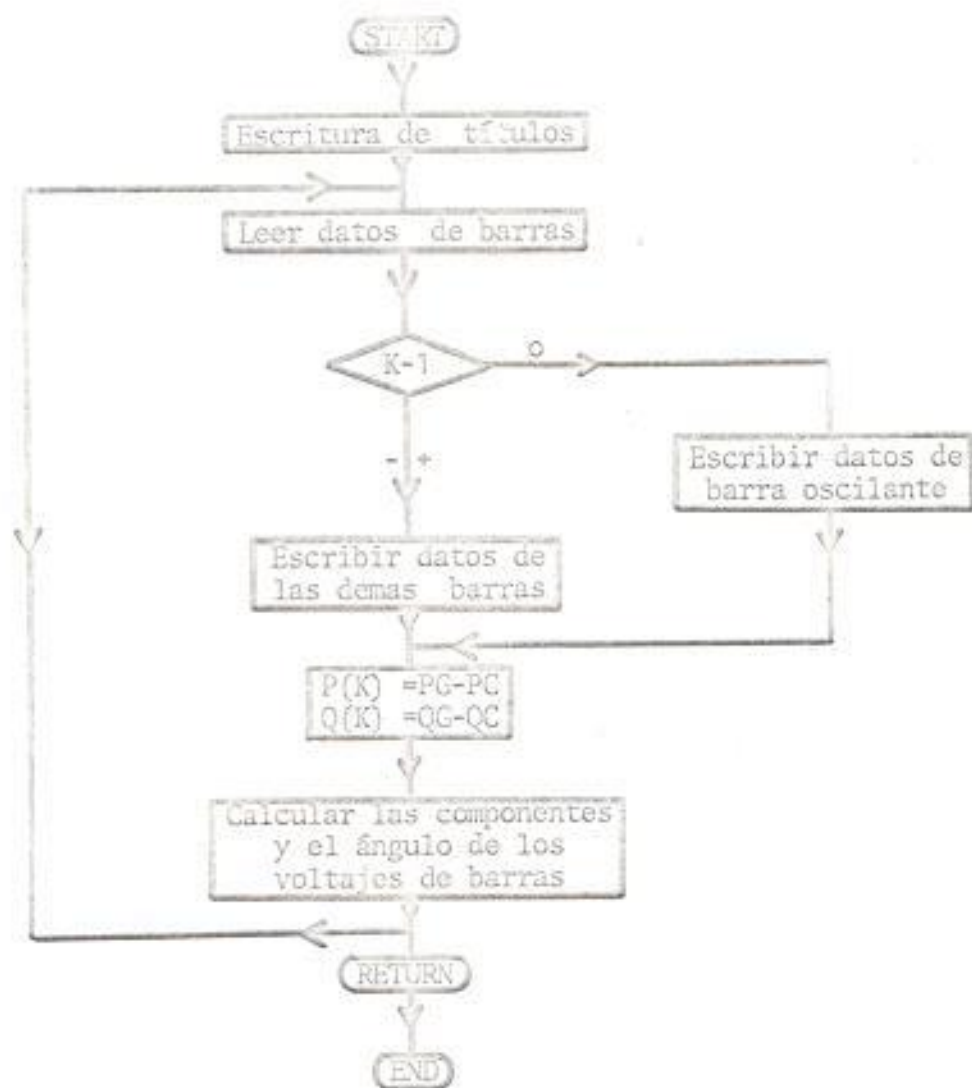 START
Escritura de títulos
Leer datos de barras
K-1
o
- +
Escribir datos de
barra oscilante
Escribir datos de
las demas barras
P(K) =PG-PC
Q(K) =QG-QC
Calcular las componentes
y el ángulo de los
voltajes de barras
RETURN
END